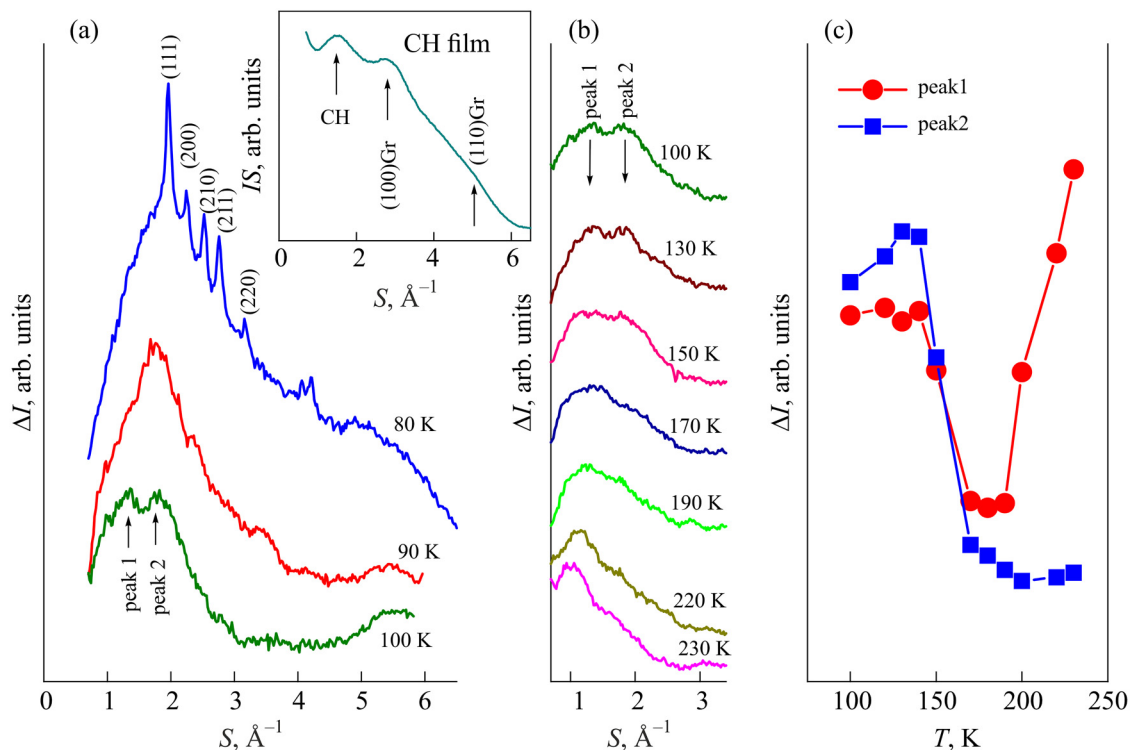 (a)
(111)
(200)
(210)
(211)
(220)
80 K
90 K
100 K
peak 1
peak 2
ΔI, arb. units
0 1 2 3 4 5 6
S, Å⁻¹
CH film
CH
(100)Gr
(110)Gr
IS, arb. units
0 2 4 6
S, Å⁻¹
(b)
peak 1
peak 2
100 K
130 K
150 K
170 K
190 K
220 K
230 K
ΔI, arb. units
1 2 3
S, Å⁻¹
(c)
peak1
peak2
ΔI, arb. units
100 150 200 250
T, K